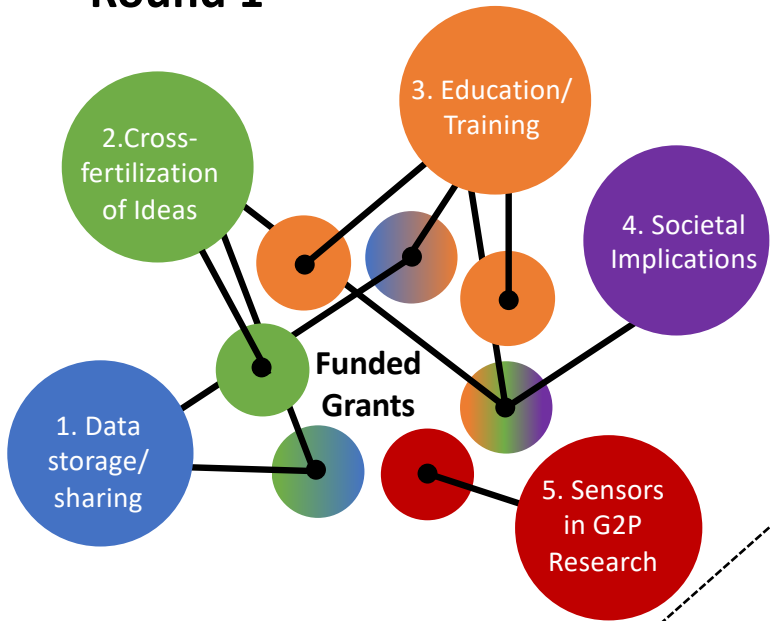 Round 1
2.Cross-
fertilization
of Ideas
3. Education/
Training
4. Societal
Implications
Funded
Grants
1. Data
storage/
sharing
5. Sensors
in G2P
Research